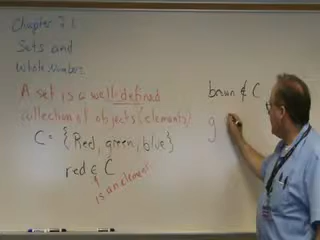 Chapter 7.1
Sets and
Whole Numbers
A set is a well-defined
collection of objects (elements)
C = {Red, green, blue}
red ∈ C
is an element
brown ∉ C
g